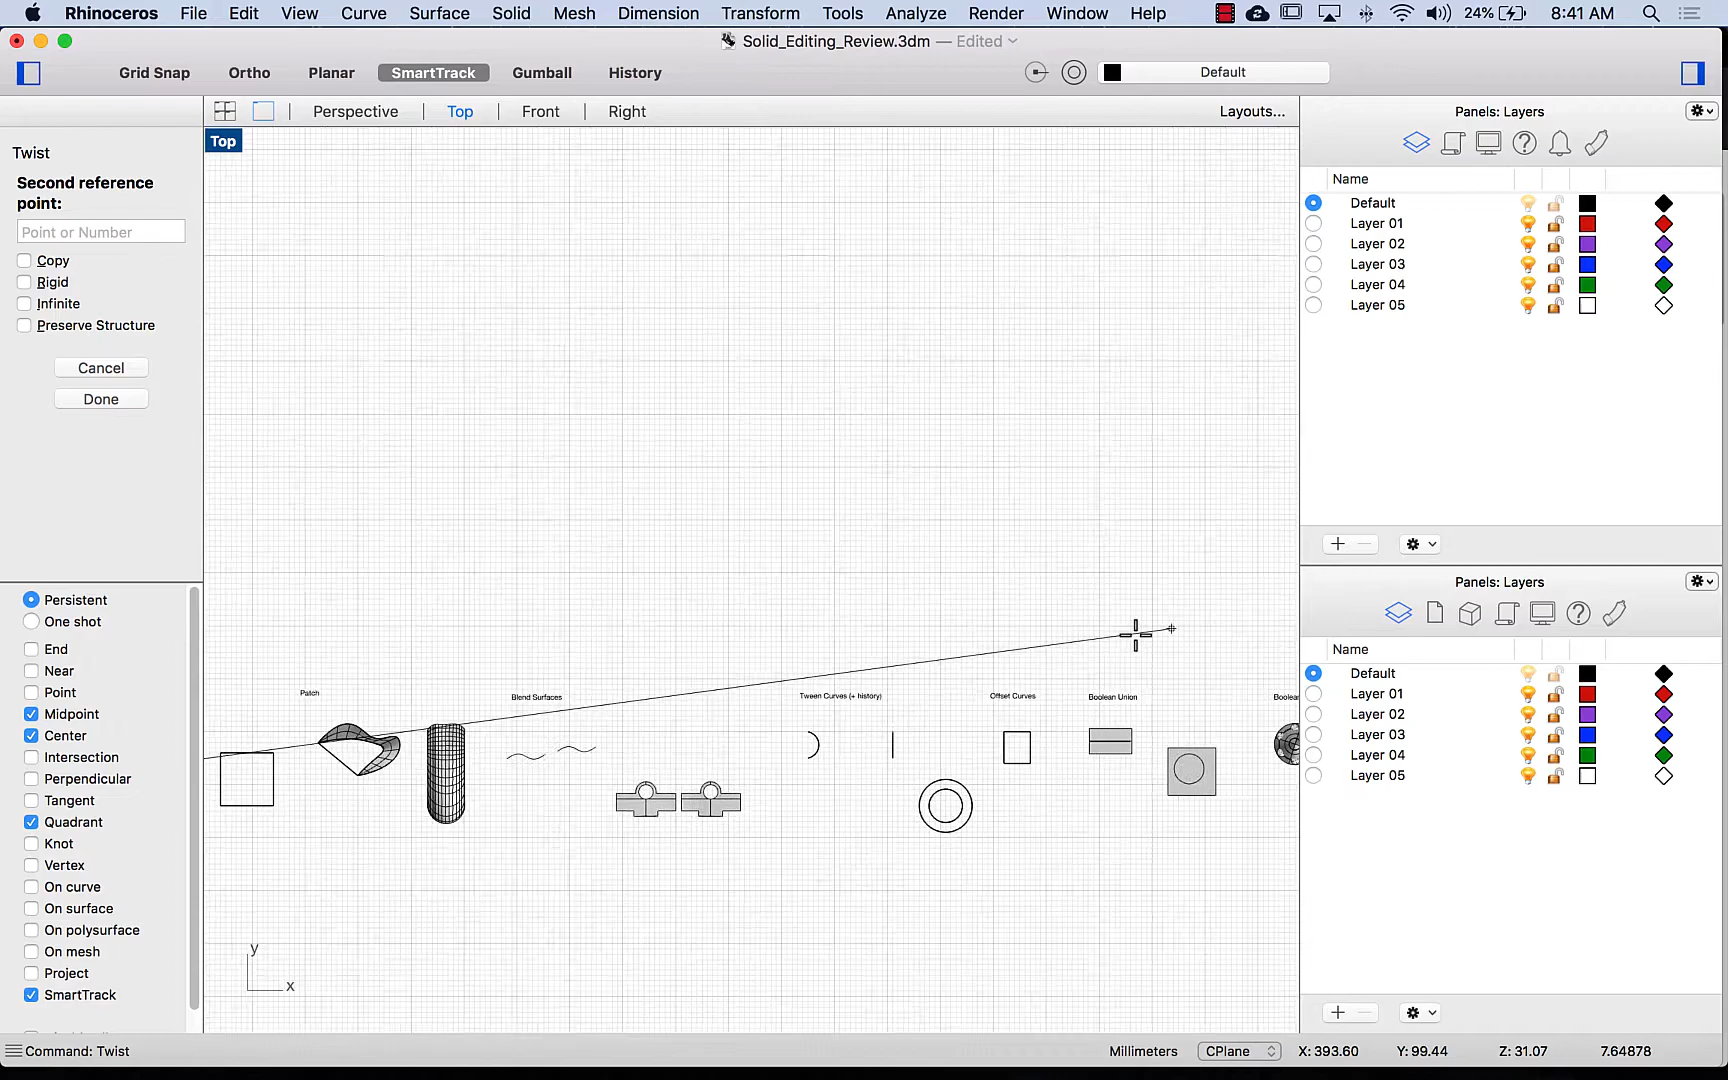 Rhinoceros File Edit View Curve Surface Solid Mesh Dimension Transform Tools Analyze Render Window Help 24% 8:41 AM
Solid_Editing_Review.3dm — Edited
Grid Snap Ortho Planar SmartTrack Gumball History Default
Perspective Top Front Right Layouts...
Top
Twist
Second reference
point:
Point or Number
Copy
Rigid
Infinite
Preserve Structure
Cancel
Done
Persistent
One shot
End
Near
Point
Midpoint
Center
Intersection
Perpendicular
Tangent
Quadrant
Knot
Vertex
On curve
On surface
On polysurface
On mesh
Project
SmartTrack
Patch
Blend Surfaces
Tween Curves (+ history)
Offset Curves
Boolean Union
Boolean
y
x
Panels: Layers
Name
Default
Layer 01
Layer 02
Layer 03
Layer 04
Layer 05
Panels: Layers
Name
Default
Layer 01
Layer 02
Layer 03
Layer 04
Layer 05
Command: Twist
Millimeters CPlane X: 393.60 Y: 99.44 Z: 31.07 7.64878